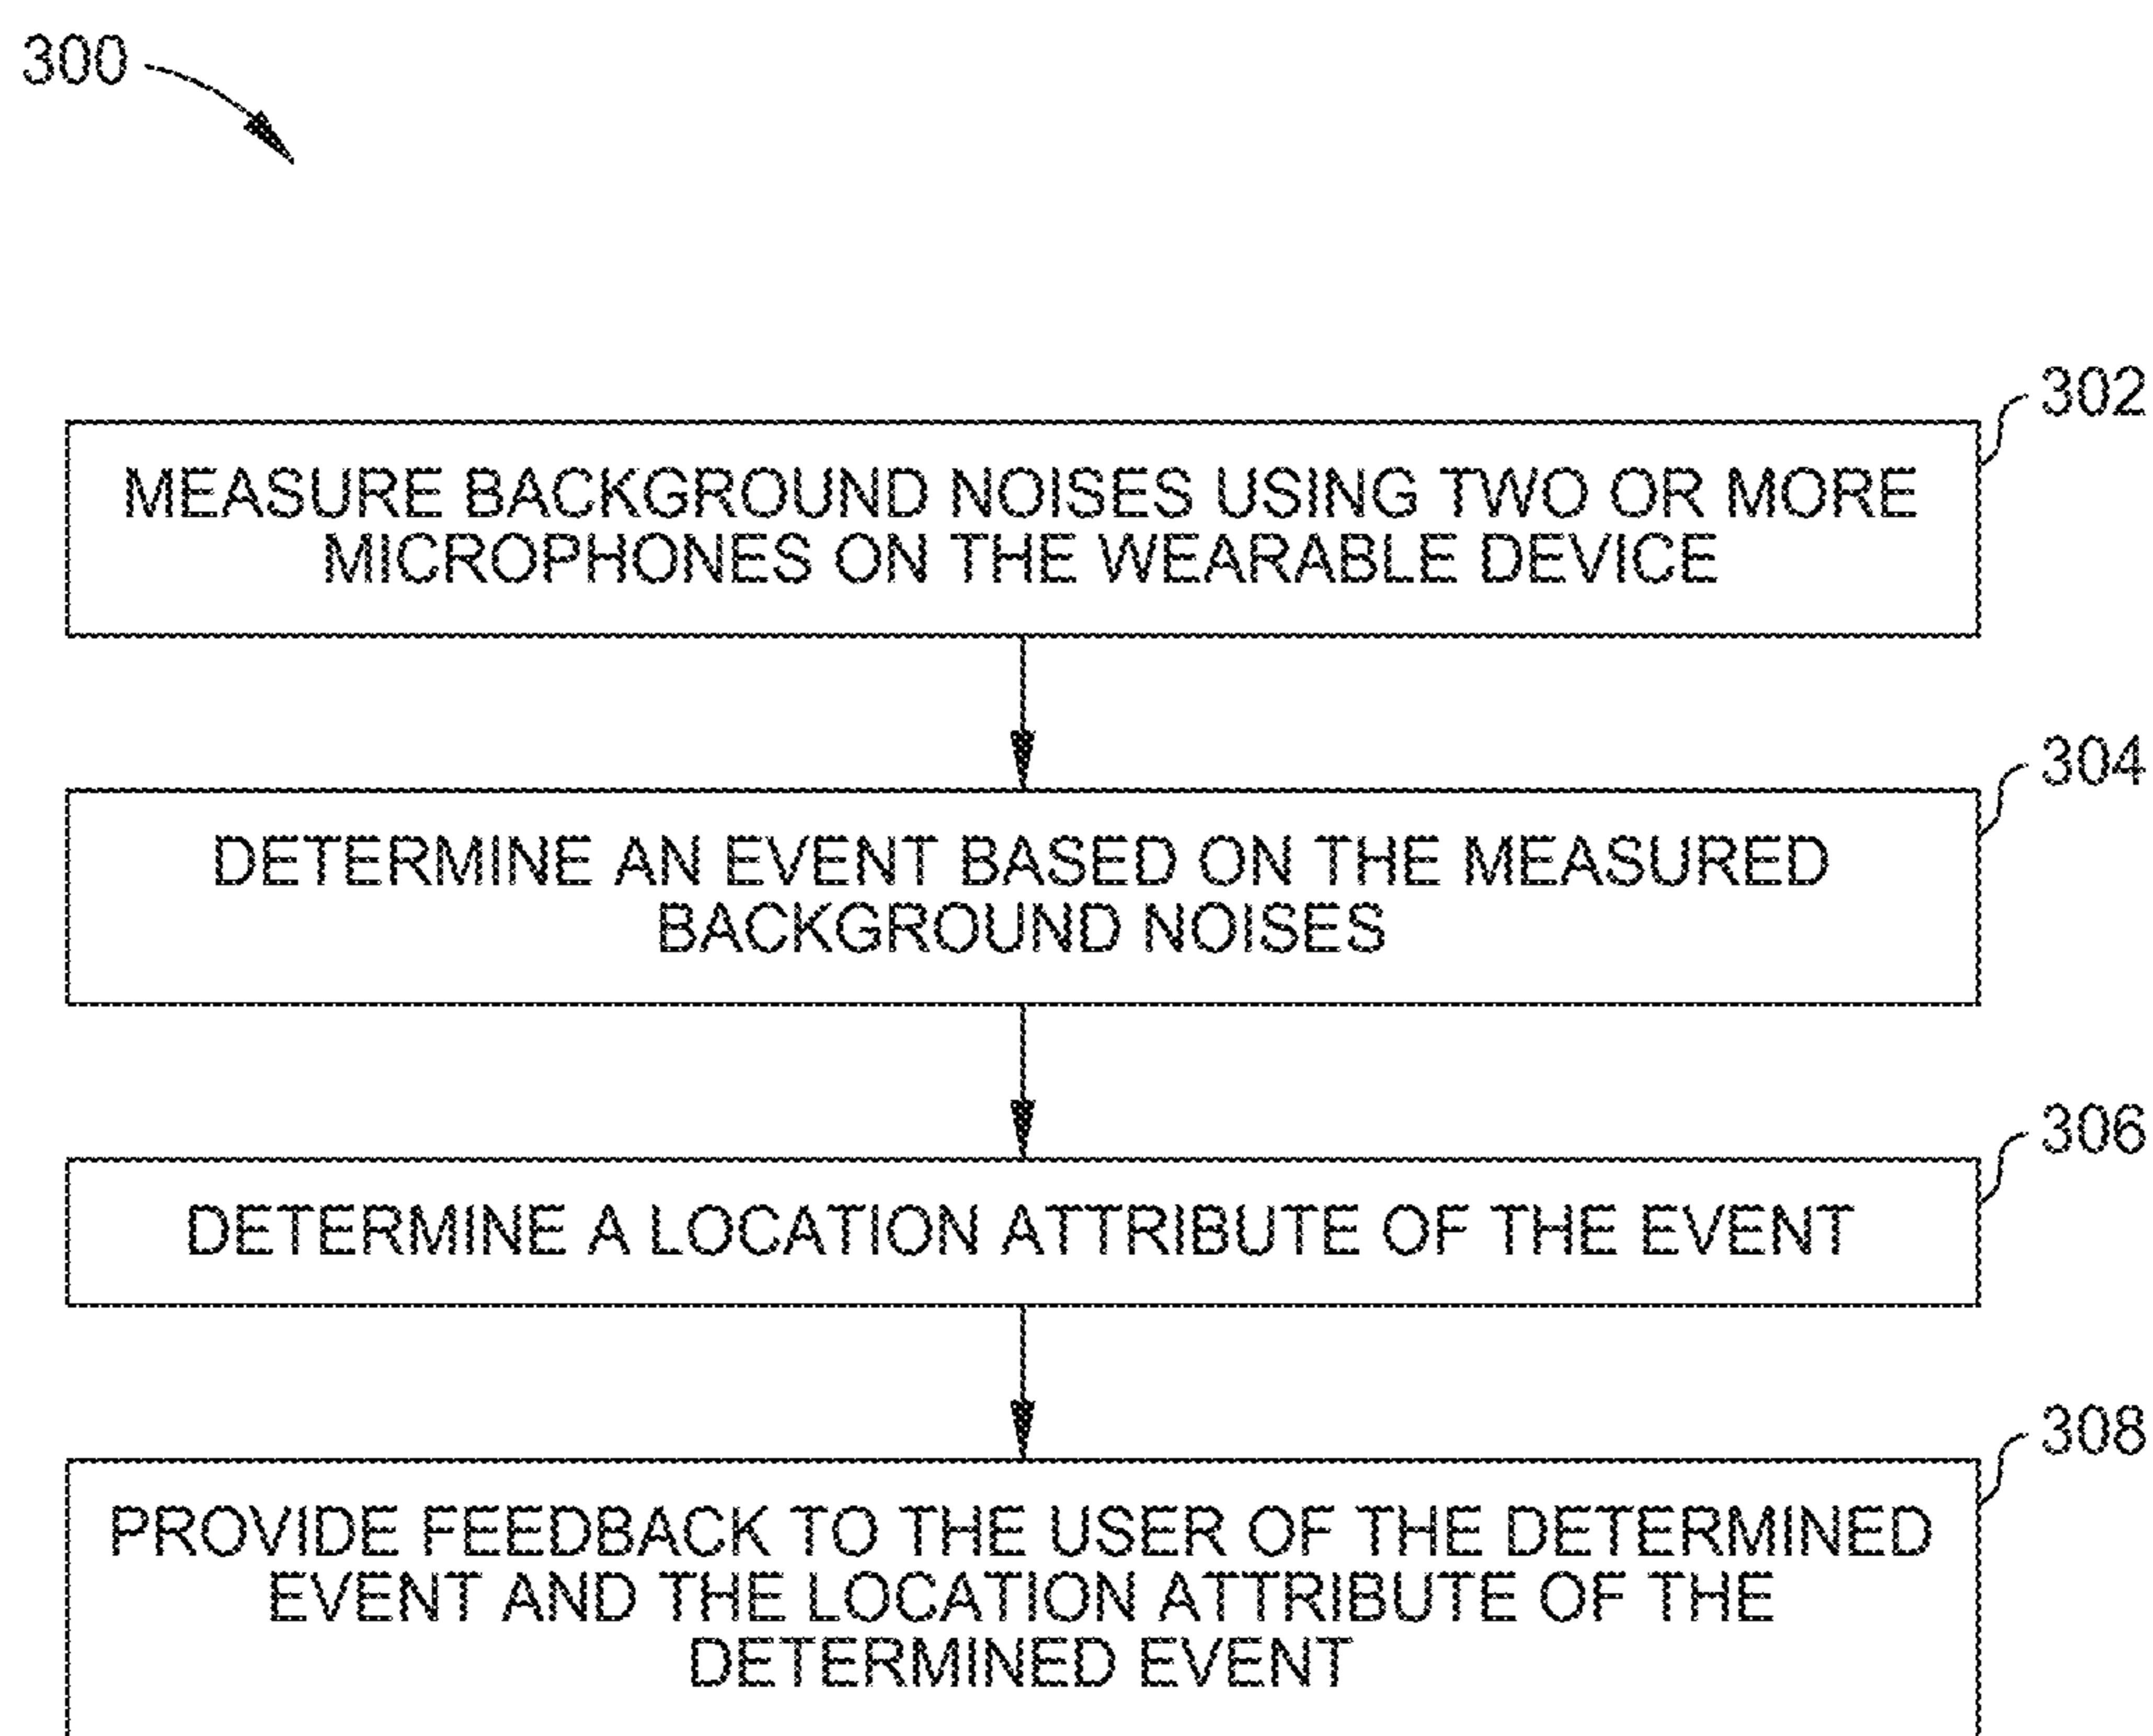 300
302
MEASURE BACKGROUND NOISES USING TWO OR MORE
MICROPHONES ON THE WEARABLE DEVICE
304
DETERMINE AN EVENT BASED ON THE MEASURED
BACKGROUND NOISES
306
DETERMINE A LOCATION ATTRIBUTE OF THE EVENT
308
PROVIDE FEEDBACK TO THE USER OF THE DETERMINED
EVENT AND THE LOCATION ATTRIBUTE OF THE
DETERMINED EVENT